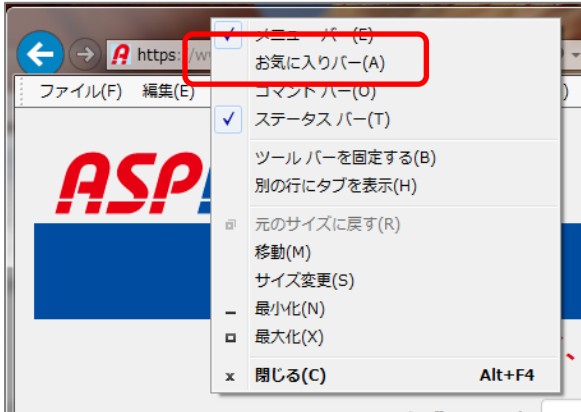 メニュー バー(E)
https://w
お気に入りバー(A)
ファイル(F) 編集(E)
コマンド バー(O)
ステータス バー(T)
ツール バーを固定する(B)
別の行にタブを表示(H)
ASP
元のサイズに戻す(R)
移動(M)
サイズ変更(S)
最小化(N)
最大化(X)
閉じる(C) Alt+F4